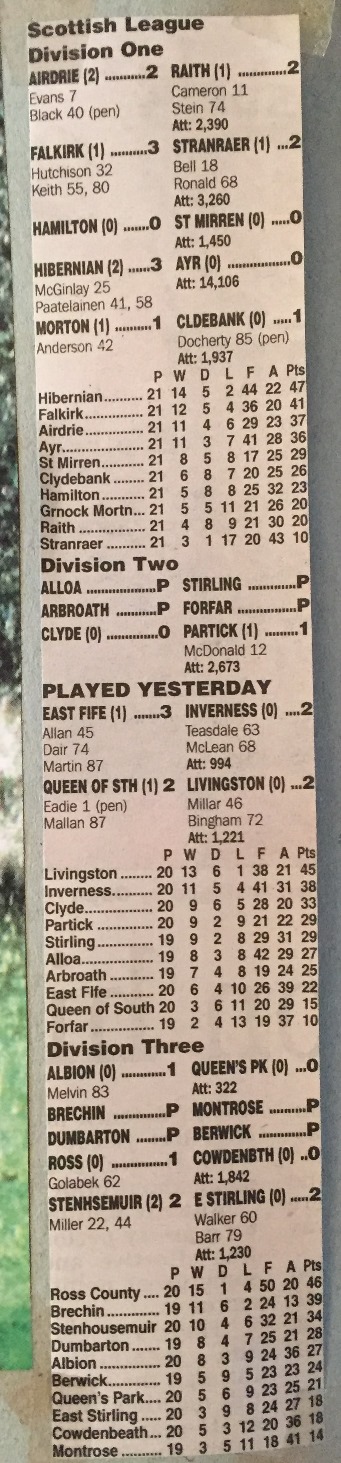 Scottish League
Division One
AIRDRIE (2) ...........2 RAITH (1) .............2
Evans 7 Cameron 11
Black 40 (pen) Stein 74
Att: 2,390
FALKIRK (1) ..........3 STRANRAER (1) ...2
Hutchison 32 Bell 18
Keith 55, 80 Ronald 68
Att: 3,260
HAMILTON (0) .......0 ST MIRREN (0) .....0
Att: 1,450
HIBERNIAN (2) ......3 AYR (0) ................0
McGinlay 25 Att: 14,106
Paatelainen 41, 58
MORTON (1) ..........1 CLDEBANK (0) .....1
Anderson 42 Docherty 85 (pen)
Att: 1,937
P W D L F A Pts
Hibernian.......... 21 14 5 2 44 22 47
Falkirk.............. 21 12 5 4 36 20 41
Airdrie.............. 21 11 4 6 29 23 37
Ayr................... 21 11 3 7 41 28 36
St Mirren........... 21 8 5 8 17 25 29
Clydebank ........ 21 6 8 7 20 25 26
Hamilton........... 21 5 8 8 25 32 23
Grnock Mortn... 21 5 5 11 21 26 20
Raith ............... 21 4 8 9 21 30 20
Stranraer .......... 21 3 1 17 20 43 10
Division Two
ALLOA ................P STIRLING ............P
ARBROATH ..........P FORFAR ...............P
CLYDE (0) .............0 PARTICK (1) .........1
McDonald 12
Att: 2,673
PLAYED YESTERDAY
EAST FIFE (1) .......3 INVERNESS (0) ....2
Allan 45 Teasdale 63
Dair 74 McLean 68
Martin 87 Att: 994
QUEEN OF STH (1) 2 LIVINGSTON (0) ...2
Eadie 1 (pen) Millar 46
Mallan 87 Bingham 72
Att: 1,221
P W D L F A Pts
Livingston ........ 20 13 6 1 38 21 45
Inverness.......... 20 11 5 4 41 31 38
Clyde............... 20 9 6 5 28 20 33
Partick ............. 20 9 2 9 21 22 29
Stirling............. 19 9 2 8 29 31 29
Alloa................ 19 8 3 8 42 29 27
Arbroath ........... 19 7 4 8 19 24 25
East Fife .......... 20 6 4 10 26 39 22
Queen of South 20 3 6 11 20 29 15
Forfar............... 19 2 4 13 19 37 10
Division Three
ALBION (0) ............1 QUEEN'S PK (0) ...0
Melvin 83 Att: 322
BRECHIN .............P MONTROSE ..........P
DUMBARTON .......P BERWICK ............P
ROSS (0) ..............1 COWDENBTH (0) ..0
Golabek 62 Att: 1,842
STENHSEMUIR (2) 2 E STIRLING (0) .....2
Miller 22, 44 Walker 60
Barr 79
Att: 1,230
P W D L F A Pts
Ross County .... 20 15 1 4 50 20 46
Brechin............ 19 11 6 2 24 13 39
Stenhousemuir 20 10 4 6 32 21 34
Dumbarton ....... 19 8 4 7 25 21 28
Albion .............. 20 8 3 9 24 36 27
Berwick............ 19 5 9 5 23 23 24
Queen's Park.... 20 5 6 9 23 25 21
East Stirling ..... 20 3 9 8 24 27 18
Cowdenbeath... 20 5 3 12 20 36 18
Montrose .......... 19 3 5 11 18 41 14